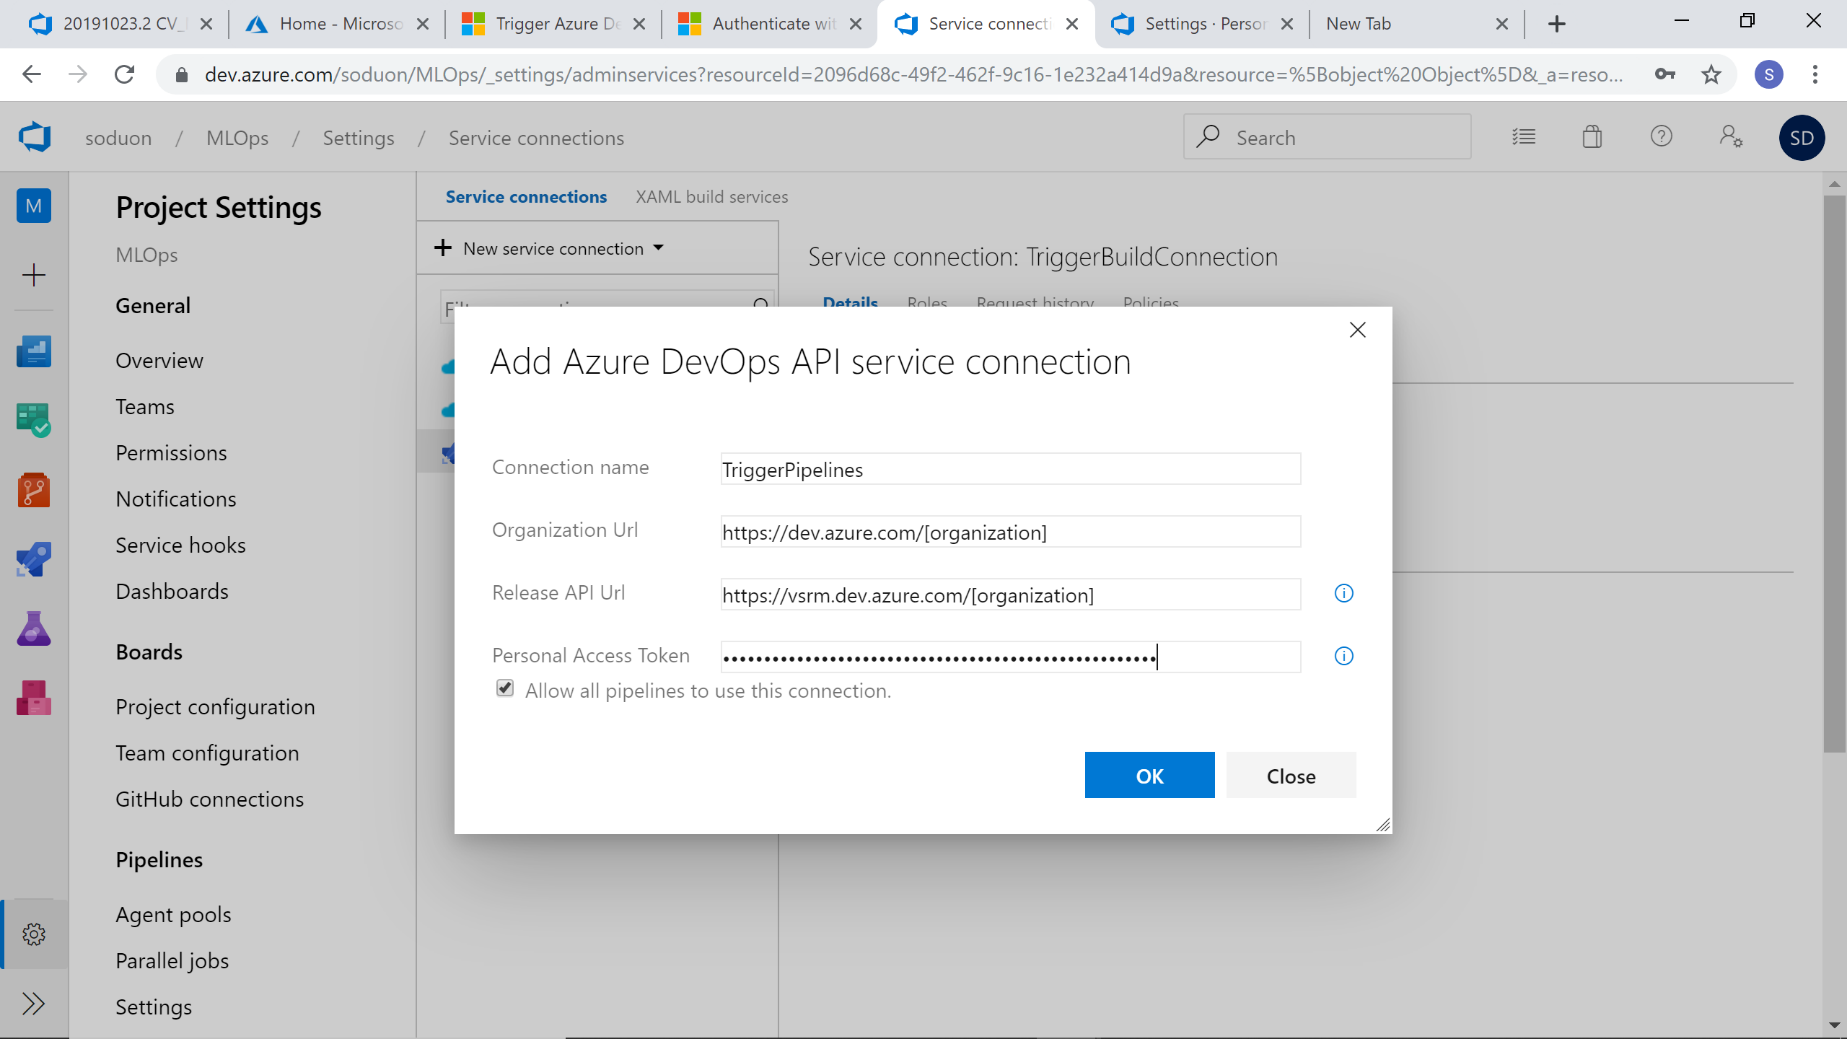 20191023.2 CV_
Home - Microso
Trigger Azure De
Authenticate wit
Service connecti
Settings · Person
New Tab
dev.azure.com/soduon/MLOps/_settings/adminservices?resourceId=2096d68c-49f2-462f-9c16-1e232a414d9a&resource=%5Bobject%20Object%5D&_a=reso...
S
soduon / MLOps / Settings / Service connections
Search
SD
M
Project Settings
MLOps
General
Overview
Teams
Permissions
Notifications
Service hooks
Dashboards
Boards
Project configuration
Team configuration
GitHub connections
Pipelines
Agent pools
Parallel jobs
Settings
Service connections
XAML build services
New service connection
Service connection: TriggerBuildConnection
Details
Roles
Request history
Policies
Add Azure DevOps API service connection
Connection name
TriggerPipelines
Organization Url
https://dev.azure.com/[organization]
Release API Url
https://vsrm.dev.azure.com/[organization]
Personal Access Token
Allow all pipelines to use this connection.
OK
Close